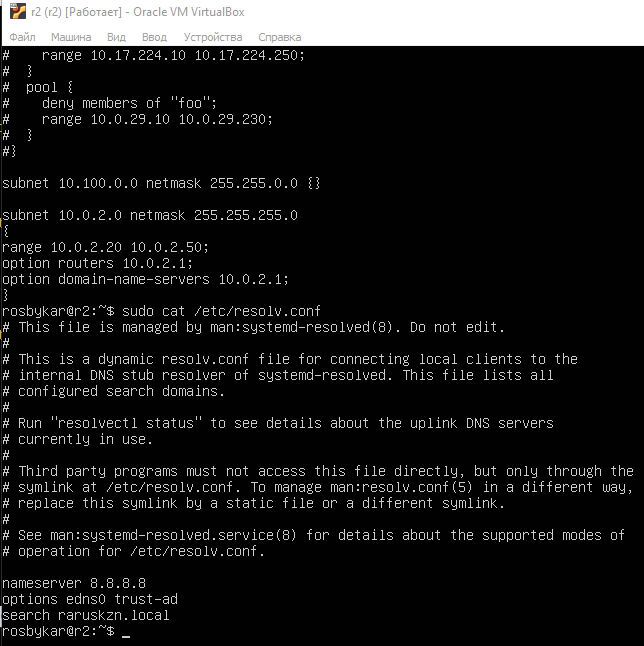 r2 (r2) [Работает] - Oracle VM VirtualBox
Файл Машина Вид Ввод Устройства Справка
#    range 10.17.224.10 10.17.224.250;
#  }
#  pool {
#    deny members of "foo";
#    range 10.0.29.10 10.0.29.230;
#  }
#}
subnet 10.100.0.0 netmask 255.255.0.0 {}
subnet 10.0.2.0 netmask 255.255.255.0
{
range 10.0.2.20 10.0.2.50;
option routers 10.0.2.1;
option domain-name-servers 10.0.2.1;
}
rosbykar@r2:~$ sudo cat /etc/resolv.conf
# This file is managed by man:systemd-resolved(8). Do not edit.
#
# This is a dynamic resolv.conf file for connecting local clients to the
# internal DNS stub resolver of systemd-resolved. This file lists all
# configured search domains.
#
# Run "resolvectl status" to see details about the uplink DNS servers
# currently in use.
#
# Third party programs must not access this file directly, but only through the
# symlink at /etc/resolv.conf. To manage man:resolv.conf(5) in a different way,
# replace this symlink by a static file or a different symlink.
#
# See man:systemd-resolved.service(8) for details about the supported modes of
# operation for /etc/resolv.conf.
nameserver 8.8.8.8
options edns0 trust-ad
search raruskzn.local
rosbykar@r2:~$ _